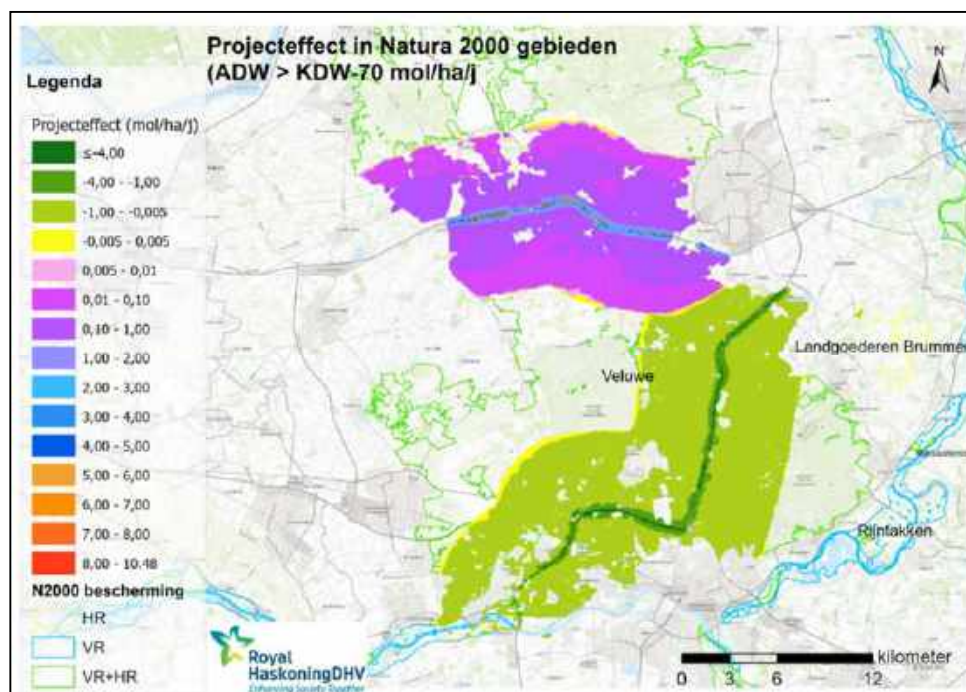 Projecteffect in Natura 2000 gebieden
(ADW > KDW-70 mol/ha/j
N
Legenda
Projecteffect (mol/ha/j)
≤-4,00
-4,00 - -1,00
-1,00 - -0,005
-0,005 - 0,005
0,005 - 0,01
0,01 - 0,10
0,10 - 1,00
1,00 - 2,00
2,00 - 3,00
3,00 - 4,00
4,00 - 5,00
5,00 - 6,00
6,00 - 7,00
7,00 - 8,00
8,00 - 10.48
N2000 bescherming
HR
VR
VR+HR
Landgoederen Brummen
Veluwe
Rijntakken
Royal
HaskoningDHV
Enhancing Society Together
kilometer
0 3 6 12